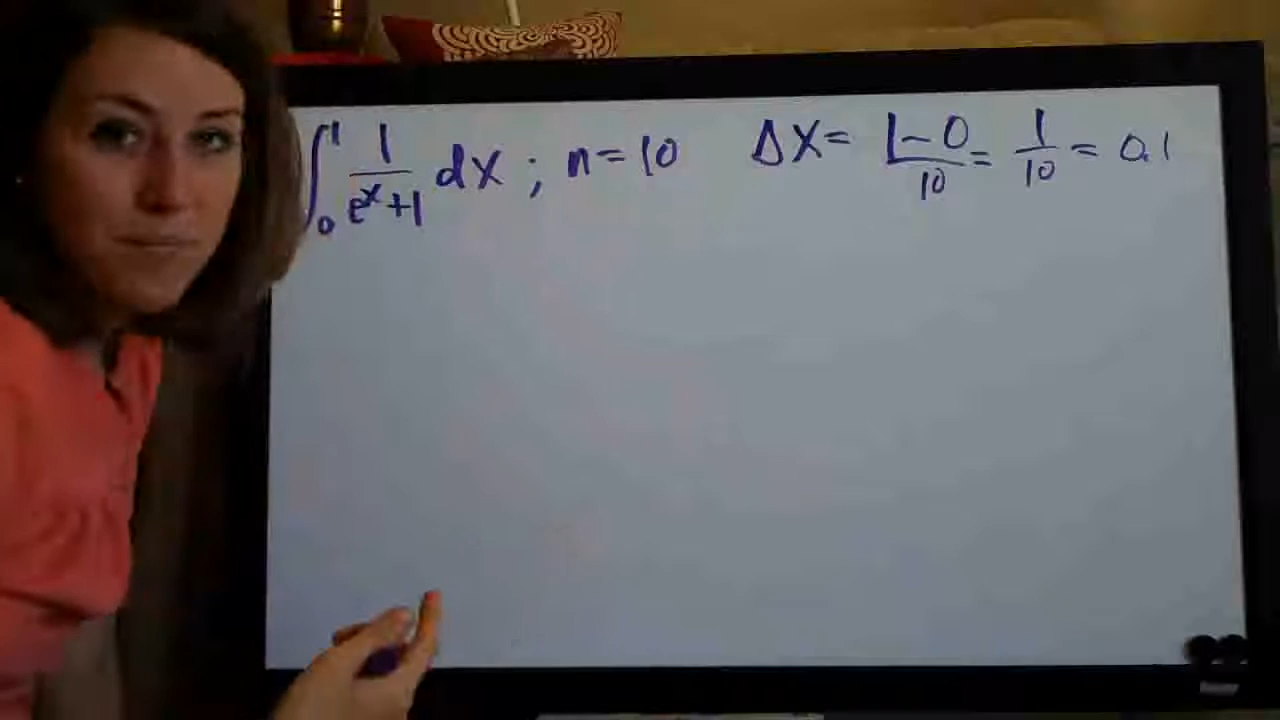 ∫₀¹ 1/(eˣ+1) dx ; n=10 Δx= 1-0/10 = 1/10 = 0.1